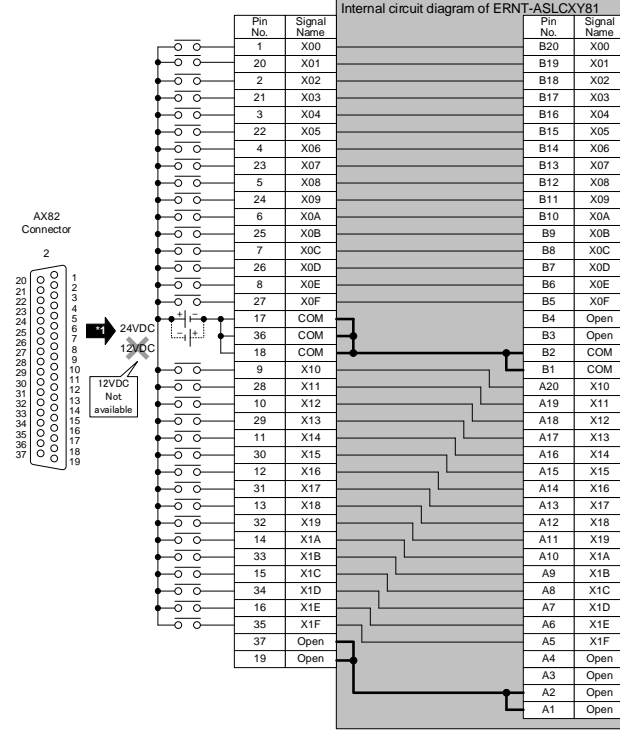 Internal circuit diagram of ERNT-ASLCXY81
Pin No. Signal Name Pin No. Signal Name
1 X00 B20 X00
20 X01 B19 X01
2 X02 B18 X02
21 X03 B17 X03
3 X04 B16 X04
22 X05 B15 X05
4 X06 B14 X06
23 X07 B13 X07
5 X08 B12 X08
24 X09 B11 X09
6 X0A B10 X0A
25 X0B B9 X0B
7 X0C B8 X0C
26 X0D B7 X0D
8 X0E B6 X0E
27 X0F B5 X0F
17 COM B4 Open
36 COM B3 Open
18 COM B2 COM
9 X10 B1 COM
28 X11 A20 X10
10 X12 A19 X11
29 X13 A18 X12
11 X14 A17 X13
30 X15 A16 X14
12 X16 A15 X15
31 X17 A14 X16
13 X18 A13 X17
32 X19 A12 X18
14 X1A A11 X19
33 X1B A10 X1A
15 X1C A9 X1B
34 X1D A8 X1C
16 X1E A7 X1D
35 X1F A6 X1E
37 Open A5 X1F
19 Open A4 Open
A3 Open
A2 Open
A1 Open
AX82
Connector
2
20
21
22
23
24
25
26
27
28
29
30
31
32
33
34
35
36
37
1
2
3
4
5
6
7
8
9
10
11
12
13
14
15
16
17
18
19
*1
24VDC
12VDC
12VDC
Not
available
+ −
− +